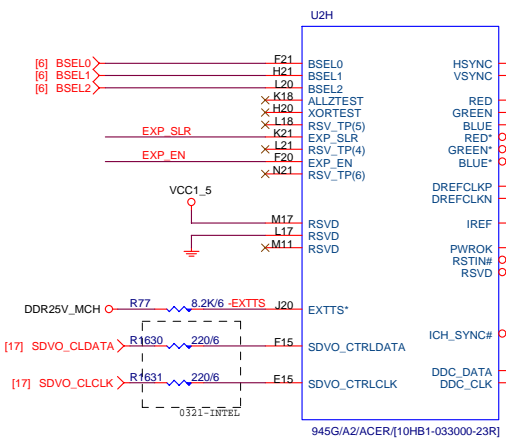 U2H
[6] BSEL0 F21 BSEL0 HSYNC
[6] BSEL1 H21 BSEL1 VSYNC
[6] BSEL2 L20 BSEL2
K18 ALLZTEST RED
H20 XORTEST GREEN
L18 RSV_TP(5) BLUE
EXP_SLR K21 EXP_SLR RED*
L21 RSV_TP(4) GREEN*
EXP_EN F20 EXP_EN BLUE*
N21 RSV_TP(6)
DREFCLKP
VCC1_5 DREFCLKN
M17 RSVD IREF
L17 RSVD
M11 RSVD PWROK
RSTIN#
RSVD
DDR25V_MCH R77 8.2K/6 -EXTTS J20 EXTTS*
ICH_SYNC#
[17] SDVO_CLDATA R1630 220/6 F15 SDVO_CTRLDATA
DDC_DATA
[17] SDVO_CLCLK R1631 220/6 E15 SDVO_CTRLCLK DDC_CLK
0321-INTEL
945G/A2/ACER/[10HB1-033000-23R]